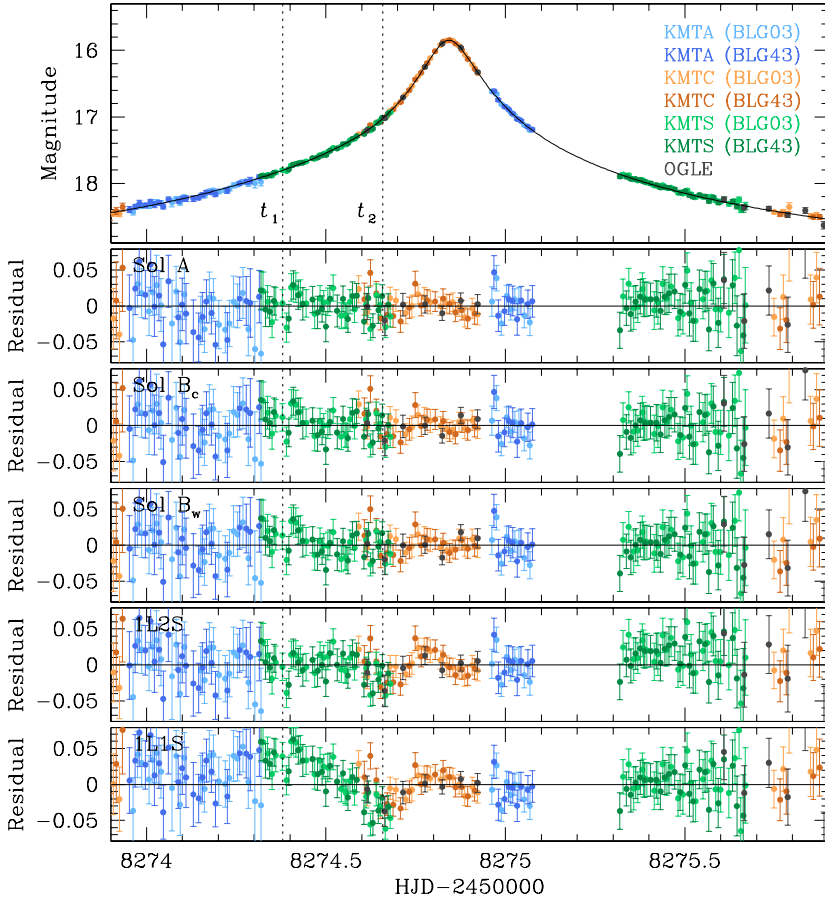 KMTA (BLG03)
KMTA (BLG43)
KMTC (BLG03)
KMTC (BLG43)
KMTS (BLG03)
KMTS (BLG43)
OGLE
Magnitude
16
17
18
t₁
t₂
Sol A
Residual
0.05
0
−0.05
Sol B_c
Residual
0.05
0
−0.05
Sol B_w
Residual
0.05
0
−0.05
1L2S
Residual
0.05
0
−0.05
1L1S
Residual
0.05
0
−0.05
8274 8274.5 8275 8275.5
HJD−2450000